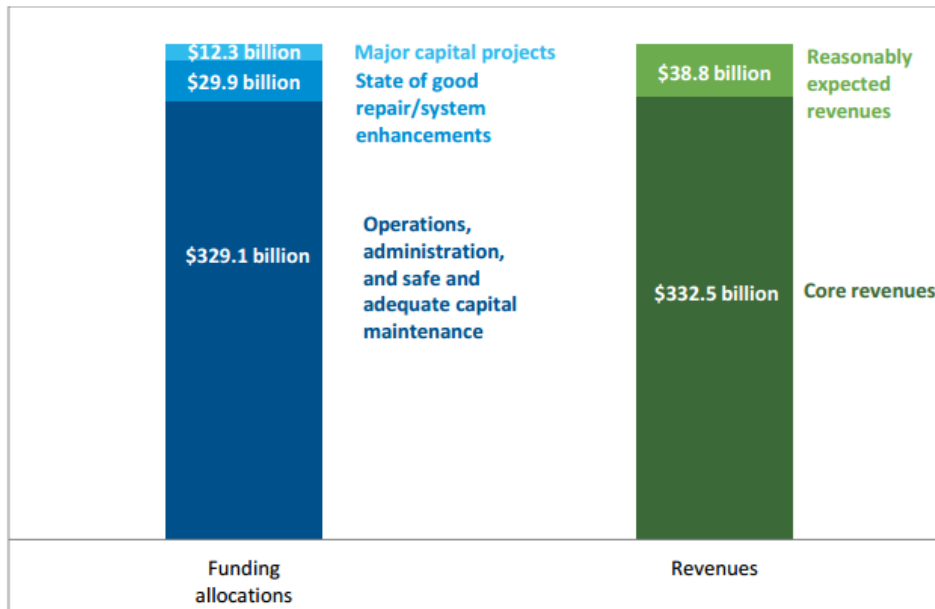 $12.3 billion
Major capital projects
$29.9 billion
State of good
repair/system
enhancements
$329.1 billion
Operations,
administration,
and safe and
adequate capital
maintenance
$38.8 billion
Reasonably
expected
revenues
$332.5 billion
Core revenues
Funding
allocations
Revenues